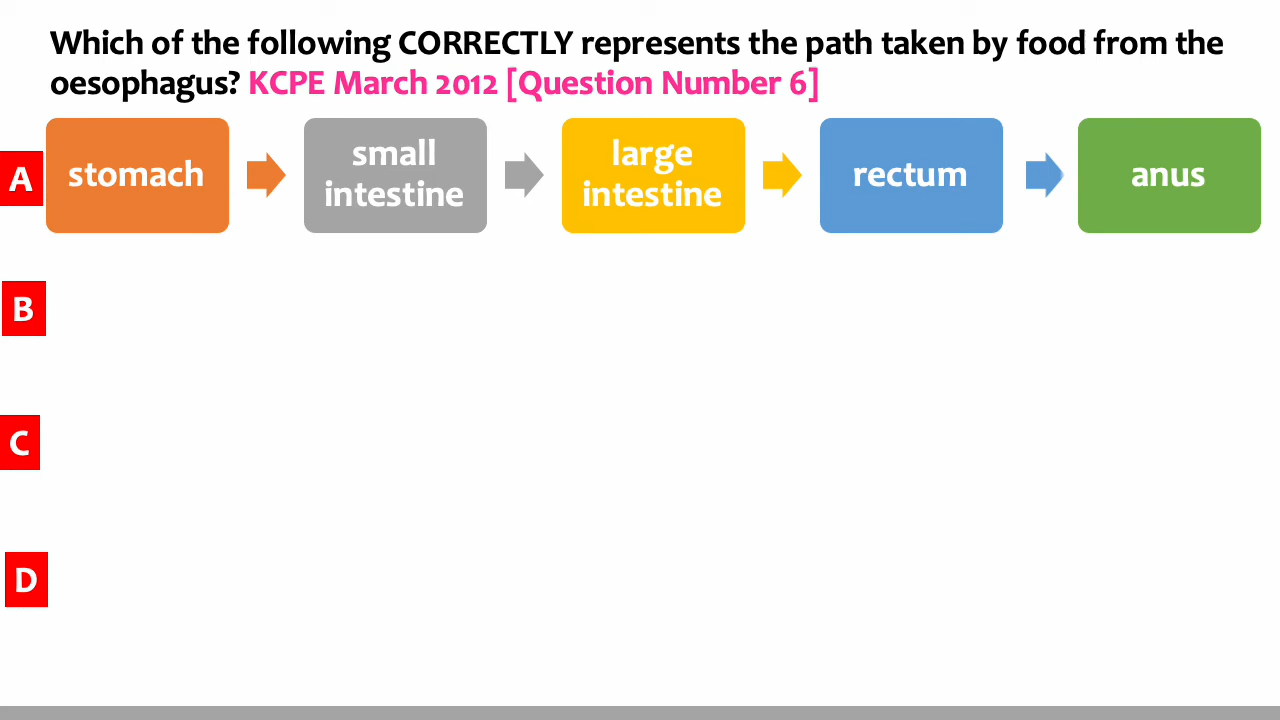 Which of the following CORRECTLY represents the path taken by food from the
oesophagus? KCPE March 2012 [Question Number 6]
A
stomach
small
intestine
large
intestine
rectum
anus
B
C
D